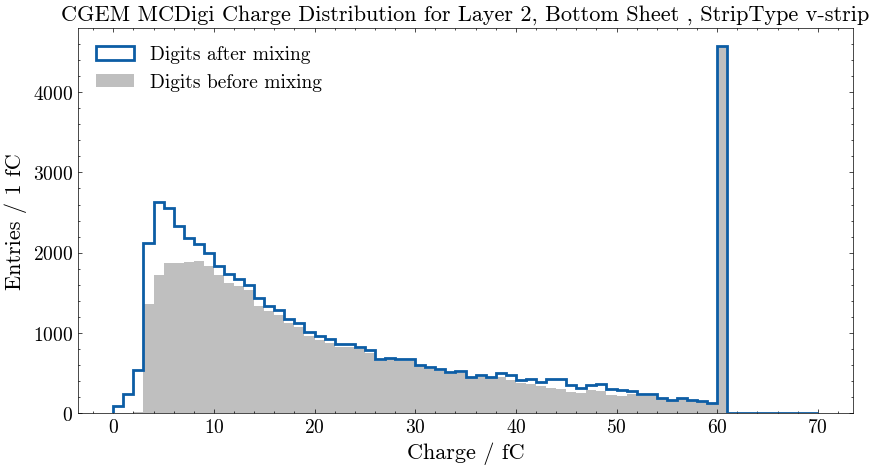 CGEM MCDigi Charge Distribution for Layer 2, Bottom Sheet , StripType v-strip
Digits after mixing
Digits before mixing
Entries / 1 fC
4000
3000
2000
1000
0
0 10 20 30 40 50 60 70
Charge / fC